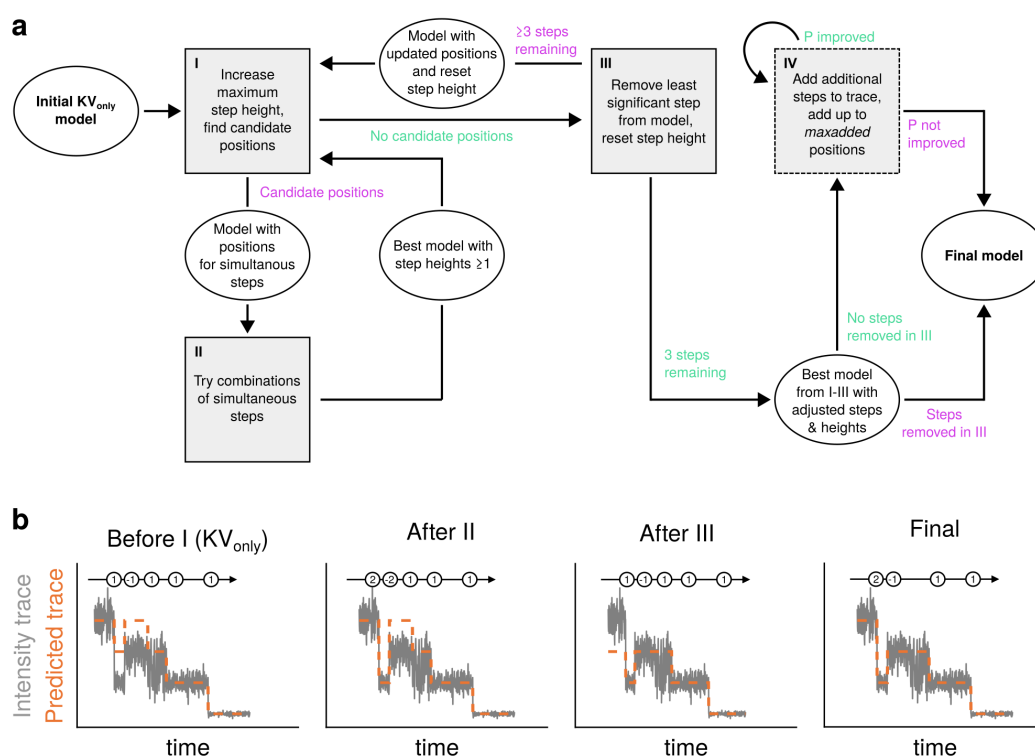 a
Initial KVonly
model
I
Increase
maximum
step height,
find candidate
positions
Model with
updated positions
and reset
step height
≥3 steps
remaining
No candidate positions
III
Remove least
significant step
from model,
reset step height
P improved
IV
Add additional
steps to trace,
add up to
maxadded
positions
P not
improved
Candidate positions
Model with
positions
for simultanous
steps
Best model with
step heights ≥1
Final model
II
Try combinations
of simultaneous
steps
3 steps
remaining
No steps
removed in III
Best model
from I-III with
adjusted steps
& heights
Steps
removed in III
b
Before I (KVonly)
After II
After III
Final
Intensity trace
Predicted trace
1 -1 1 1 1
2 -2 1 1 1
1 -1 1 1 1
2 -1 1 1
time
time
time
time